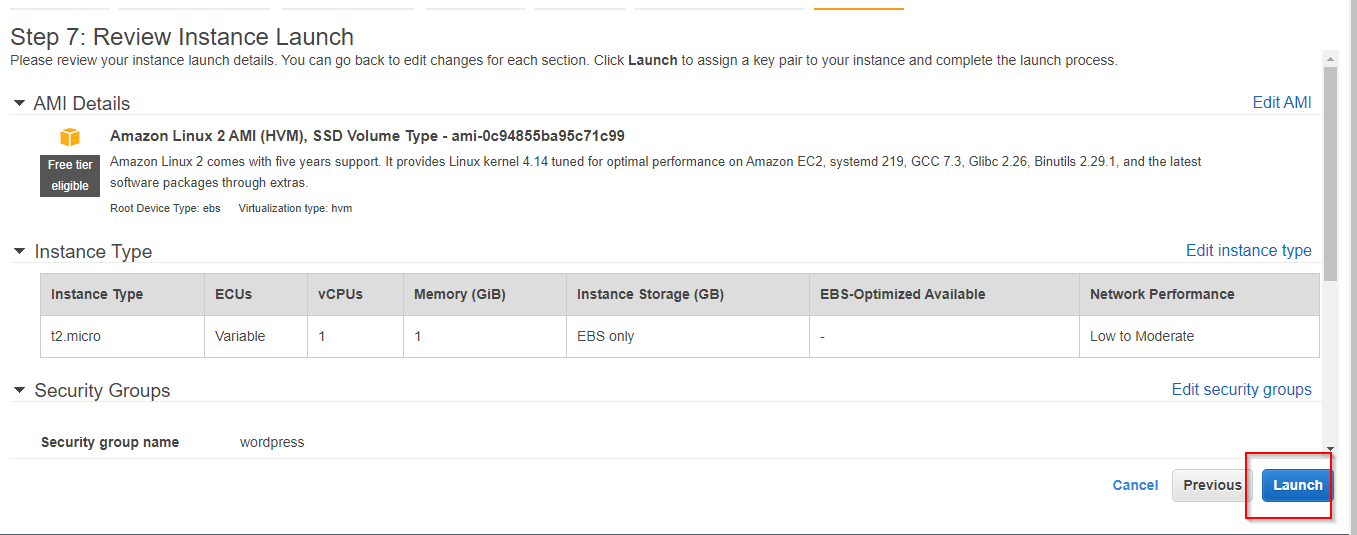 Step 7: Review Instance Launch
Please review your instance launch details. You can go back to edit changes for each section. Click Launch to assign a key pair to your instance and complete the launch process.
AMI Details
Edit AMI
Free tier
eligible
Amazon Linux 2 AMI (HVM), SSD Volume Type - ami-0c94855ba95c71c99
Amazon Linux 2 comes with five years support. It provides Linux kernel 4.14 tuned for optimal performance on Amazon EC2, systemd 219, GCC 7.3, Glibc 2.26, Binutils 2.29.1, and the latest
software packages through extras.
Root Device Type: ebs Virtualization type: hvm
Instance Type
Edit instance type
Instance Type ECUs vCPUs Memory (GiB) Instance Storage (GB) EBS-Optimized Available Network Performance
t2.micro Variable 1 1 EBS only - Low to Moderate
Security Groups
Edit security groups
Security group name wordpress
Cancel Previous Launch